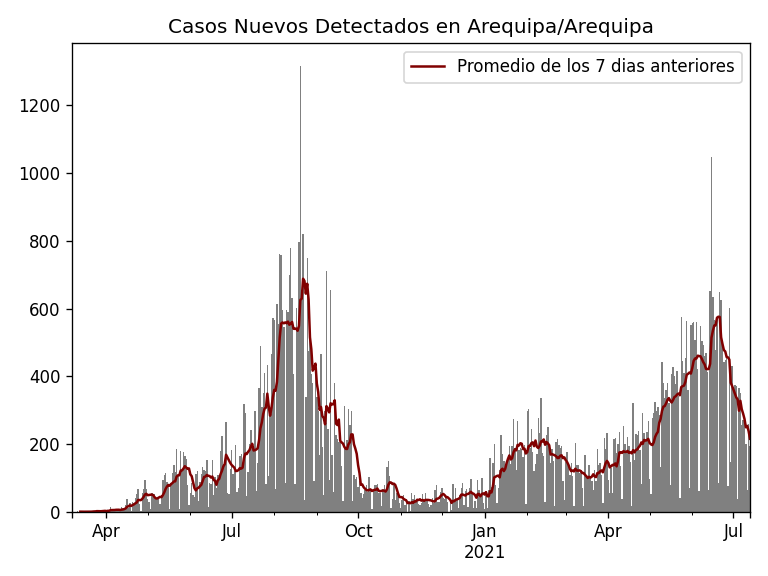 Casos Nuevos Detectados en Arequipa/Arequipa
Promedio de los 7 dias anteriores
1200
1000
800
600
400
200
0
Apr Jul Oct Jan Apr Jul
2021